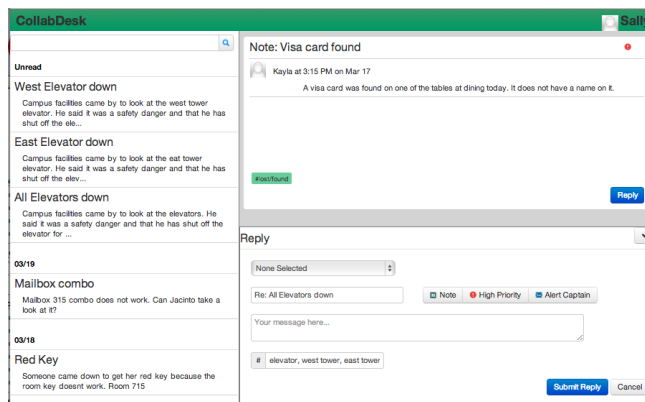 CollabDesk
Sally
Unread
West Elevator down
Campus facilities came by to look at the west tower
elevator. He said it was a safety danger and that he has
shut off the ele...
East Elevator down
Campus facilities came by to look at the eat tower
elevator. He said it was a safety danger and that he has
shut off the elev...
All Elevators down
Campus facilities came by to look at the elevators. He
said it was a safety danger and that he has shut off the
elevator for ...
03/19
Mailbox combo
Mailbox 315 combo does not work. Can Jacinto take a
look at it?
03/18
Red Key
Someone came down to get her red key because the
room key doesnt work. Room 715
Note: Visa card found
Kayla at 3:15 PM on Mar 17
A visa card was found on one of the tables at dining today. It does not have a name on it.
#lost/found
Reply
Reply
None Selected
Re: All Elevators down
Note
High Priority
Alert Captain
Your message here...
# elevator, west tower, east tower
Submit Reply
Cancel